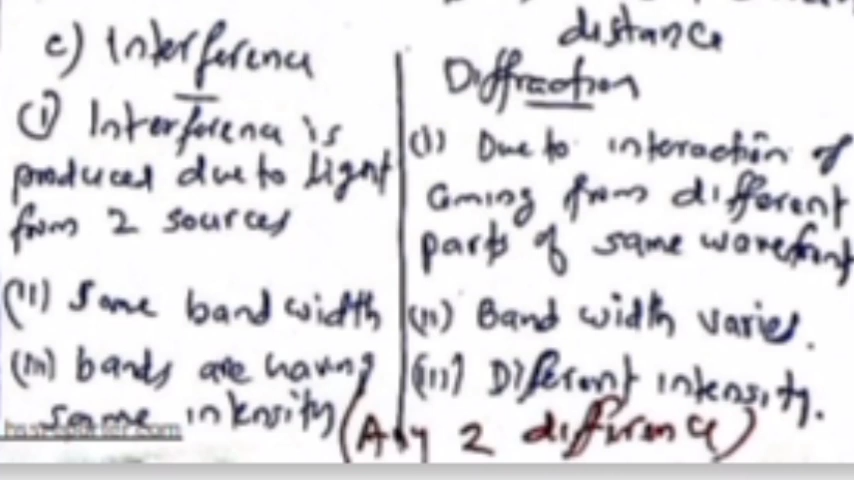 distance
c) Interference
(i) Interference is
produced due to light
from 2 sources
(ii) Same band width
(iii) bands are having
same intensity
Diffraction
(i) Due to interaction of
coming from different
parts of same wavefront
(ii) Band width varies.
(iii) Different intensity.
(Any 2 difference)